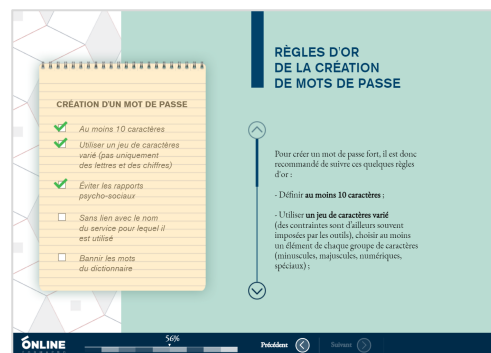 CRÉATION D'UN MOT DE PASSE
Au moins 10 caractères
Utiliser un jeu de caractères
varié (pas uniquement
des lettres et des chiffres)
Éviter les rapports
psycho-sociaux
Sans lien avec le nom
du service pour lequel il
est utilisé
Bannir les mots
du dictionnaire
RÈGLES D'OR
DE LA CRÉATION
DE MOTS DE PASSE
Pour créer un mot de passe fort, il est donc
recommandé de suivre ces quelques règles
d'or :
- Définir au moins 10 caractères ;
- Utiliser un jeu de caractères varié
(des contraintes sont d'ailleurs souvent
imposées par les outils), choisir au moins
un élément de chaque groupe de caractères
(minuscules, majuscules, numériques,
spéciaux) ;
ÓNLINE
56%
Précédent
Suivant